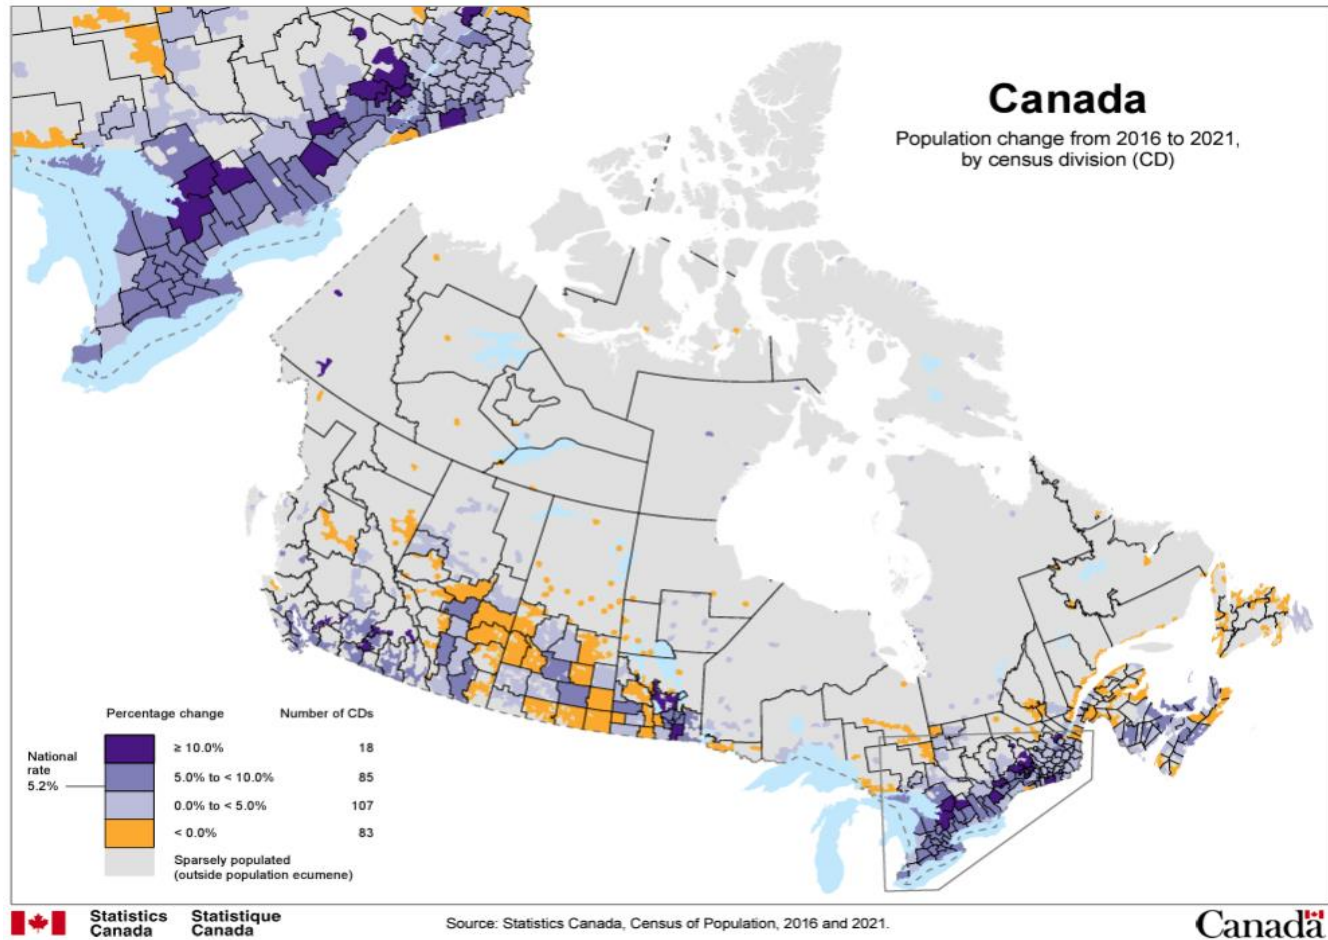 Canada
Population change from 2016 to 2021,
by census division (CD)
Percentage change Number of CDs
National
rate
5.2%
≥ 10.0% 18
5.0% to < 10.0% 85
0.0% to < 5.0% 107
< 0.0% 83
Sparsely populated
(outside population ecumene)
Statistics Statistique
Canada Canada
Source: Statistics Canada, Census of Population, 2016 and 2021.
Canada